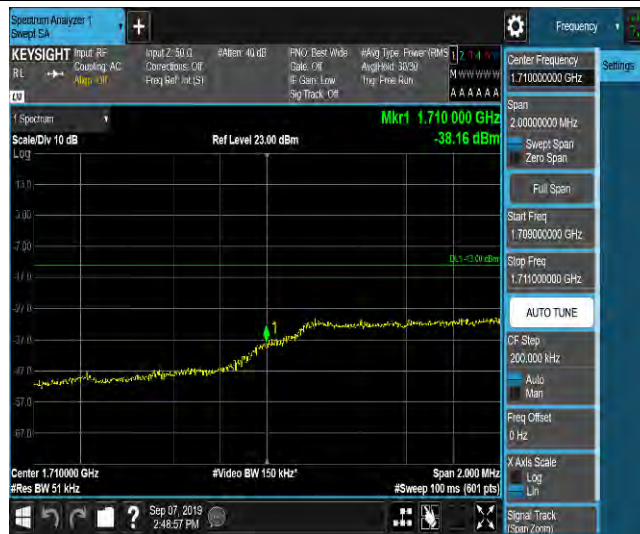 Spectrum Analyzer 1
Swept SA
+
Frequency
KEYSIGHT
RL
Input: RF
Coupling: AC
Align: Off
Input Z: 50 Ω
Corrections: Off
Freq Ref: Int (S)
#Atten: 40 dB
PNO: Best Wide
Gate: Off
IF Gain: Low
Sig Track: Off
#Avg Type: Power (RMS
Avg|Hold: 30/30
Trig: Free Run
M W W W W W
A A A A A A
LV
Settings
1 Spectrum
Scale/Div 10 dB
Log
Ref Level 23.00 dBm
Mkr1 1.710 000 GHz
-38.16 dBm
13.0
3.00
-7.00
-17.0
-27.0
-37.0
-47.0
-57.0
-67.0
DL1 -13.00 dBm
1
Center 1.710000 GHz
#Res BW 51 kHz
#Video BW 150 kHz*
Span 2.000 MHz
#Sweep 100 ms (601 pts)
Center Frequency
1.710000000 GHz
Span
2.00000000 MHz
Swept Span
Zero Span
Full Span
Start Freq
1.709000000 GHz
Stop Freq
1.711000000 GHz
AUTO TUNE
CF Step
200.000 kHz
Auto
Man
Freq Offset
0 Hz
X Axis Scale
Log
Lin
Signal Track
(Span Zoom)
?
Sep 07, 2019
2:48:57 PM